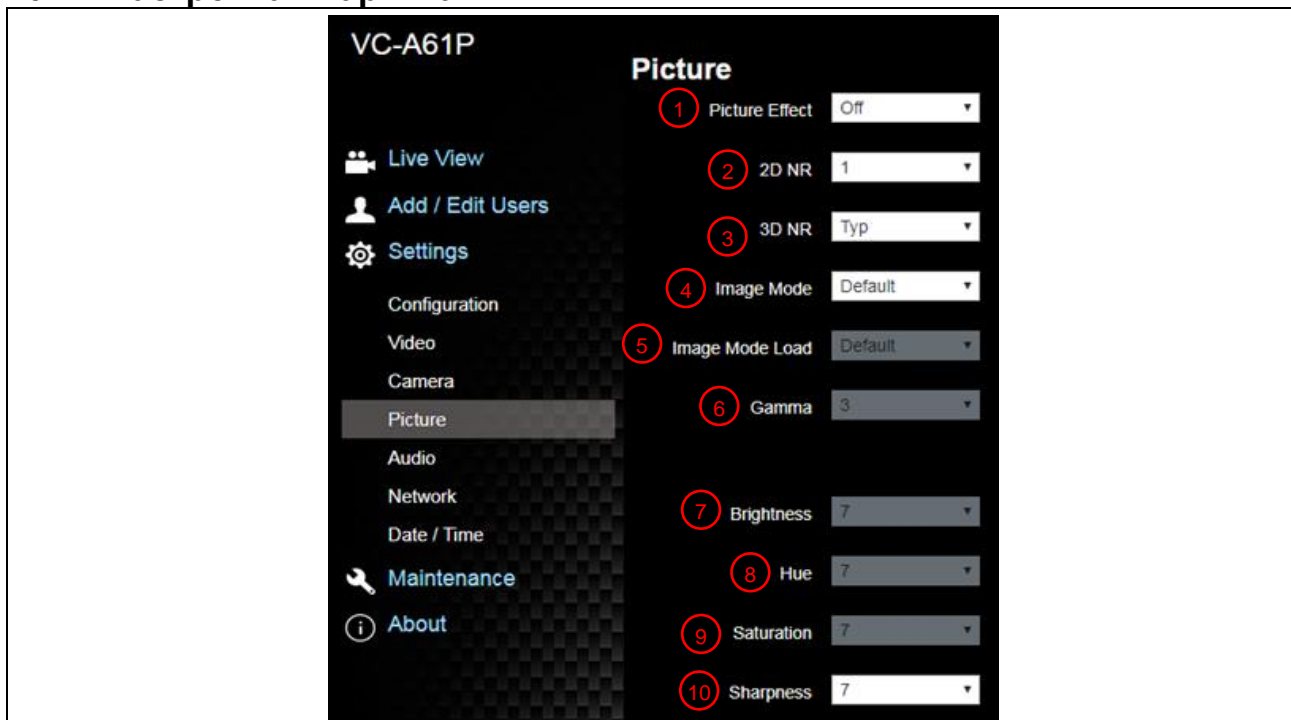 VC-A61P
Picture
1 Picture Effect Off
Live View
2 2D NR 1
Add / Edit Users
3 3D NR Typ
Settings
4 Image Mode Default
Configuration
Video
5 Image Mode Load Default
Camera
Picture
6 Gamma 3
Audio
Network
7 Brightness 7
Date / Time
Maintenance
8 Hue 7
About
9 Saturation 7
10 Sharpness 7